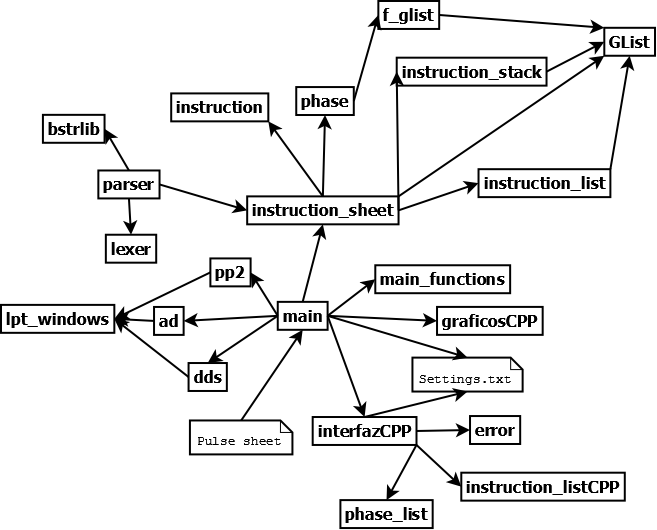 f_glist
GList
instruction_stack
instruction
phase
bstrlib
parser
instruction_list
instruction_sheet
lexer
pp2
main_functions
lpt_windows
ad
main
graficosCPP
dds
Settings.txt
Pulse sheet
interfazCPP
error
instruction_listCPP
phase_list